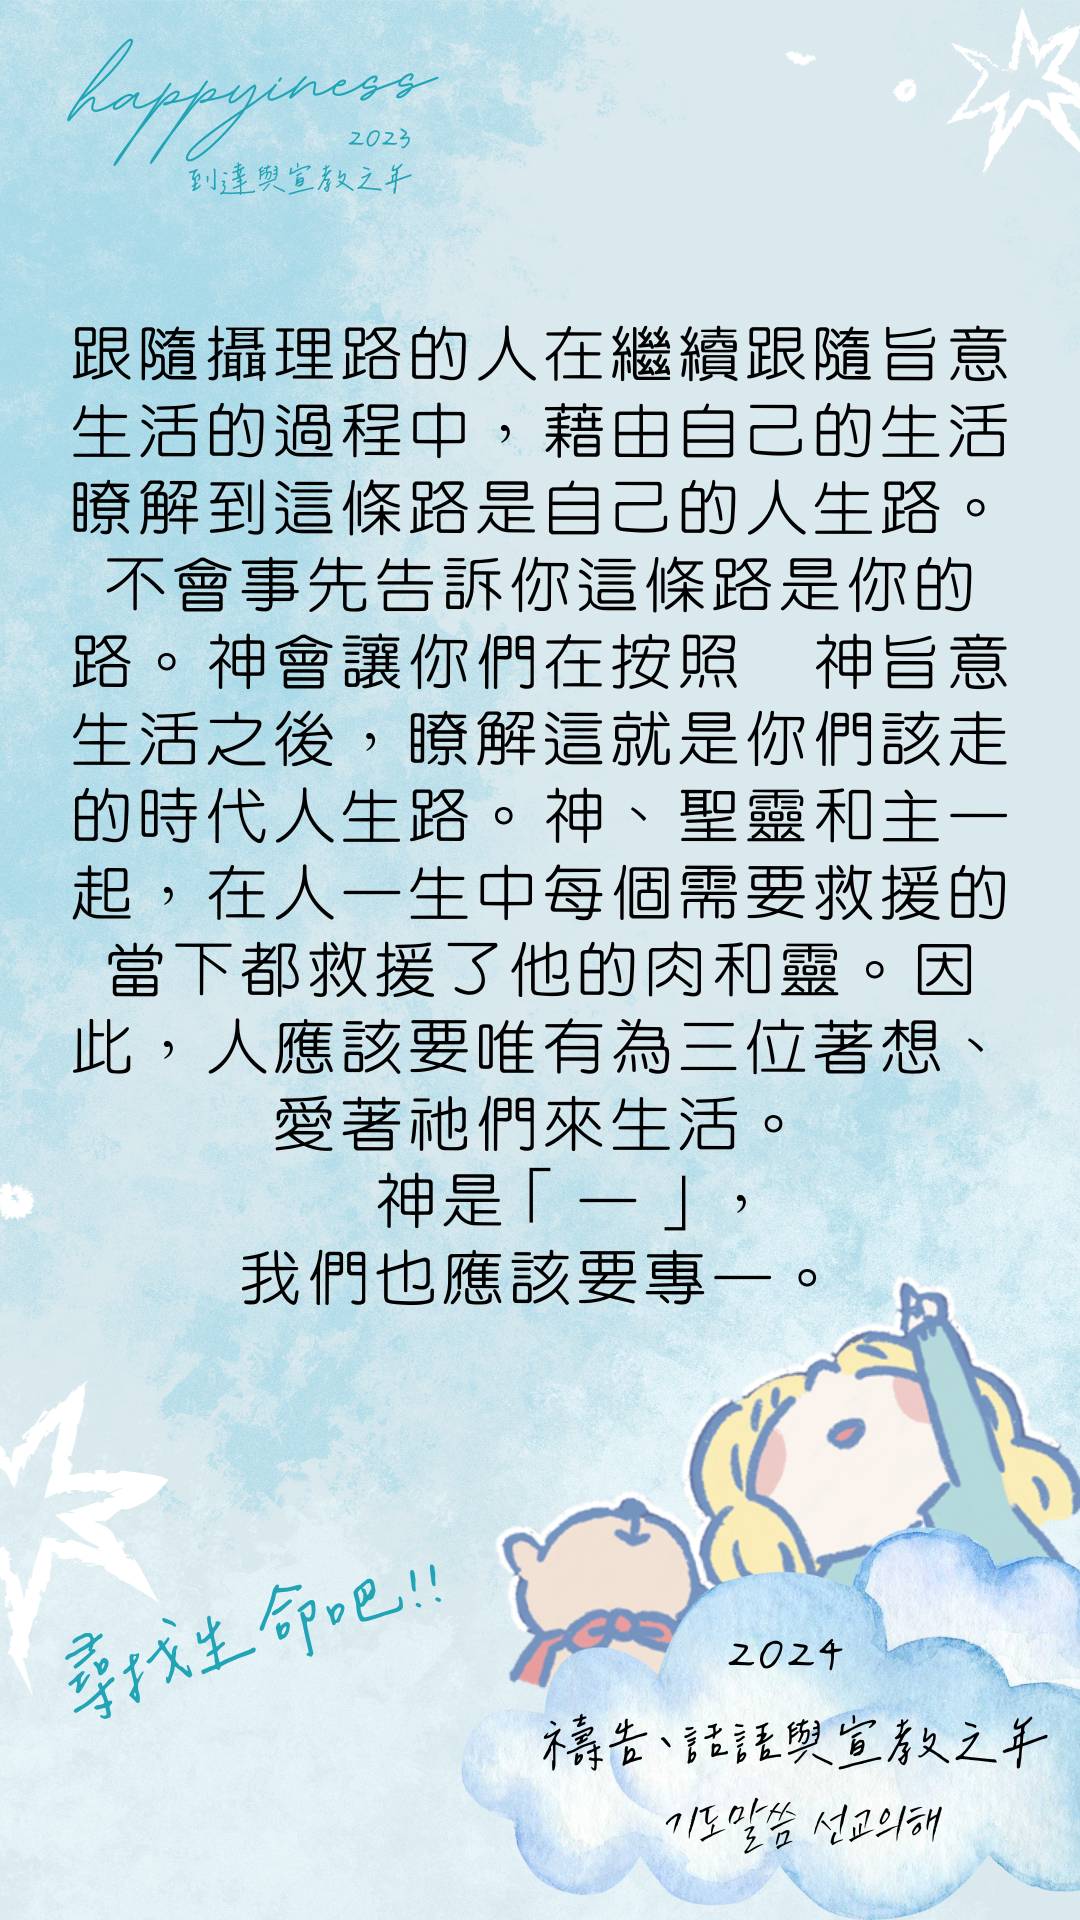 happyiness
2023
到達與宣教之年
跟隨攝理路的人在繼續跟隨旨意
生活的過程中，藉由自己的生活
瞭解到這條路是自己的人生路。
不會事先告訴你這條路是你的
路。神會讓你們在按照　神旨意
生活之後，瞭解這就是你們該走
的時代人生路。神、聖靈和主一
起，在人一生中每個需要救援的
當下都救援了他的肉和靈。因
此，人應該要唯有為三位著想、
愛著祂們來生活。
神是「 一 」，
我們也應該要專一。
尋找生命吧!!
2024
禱告、話語與宣教之年
기도말씀 선교의해